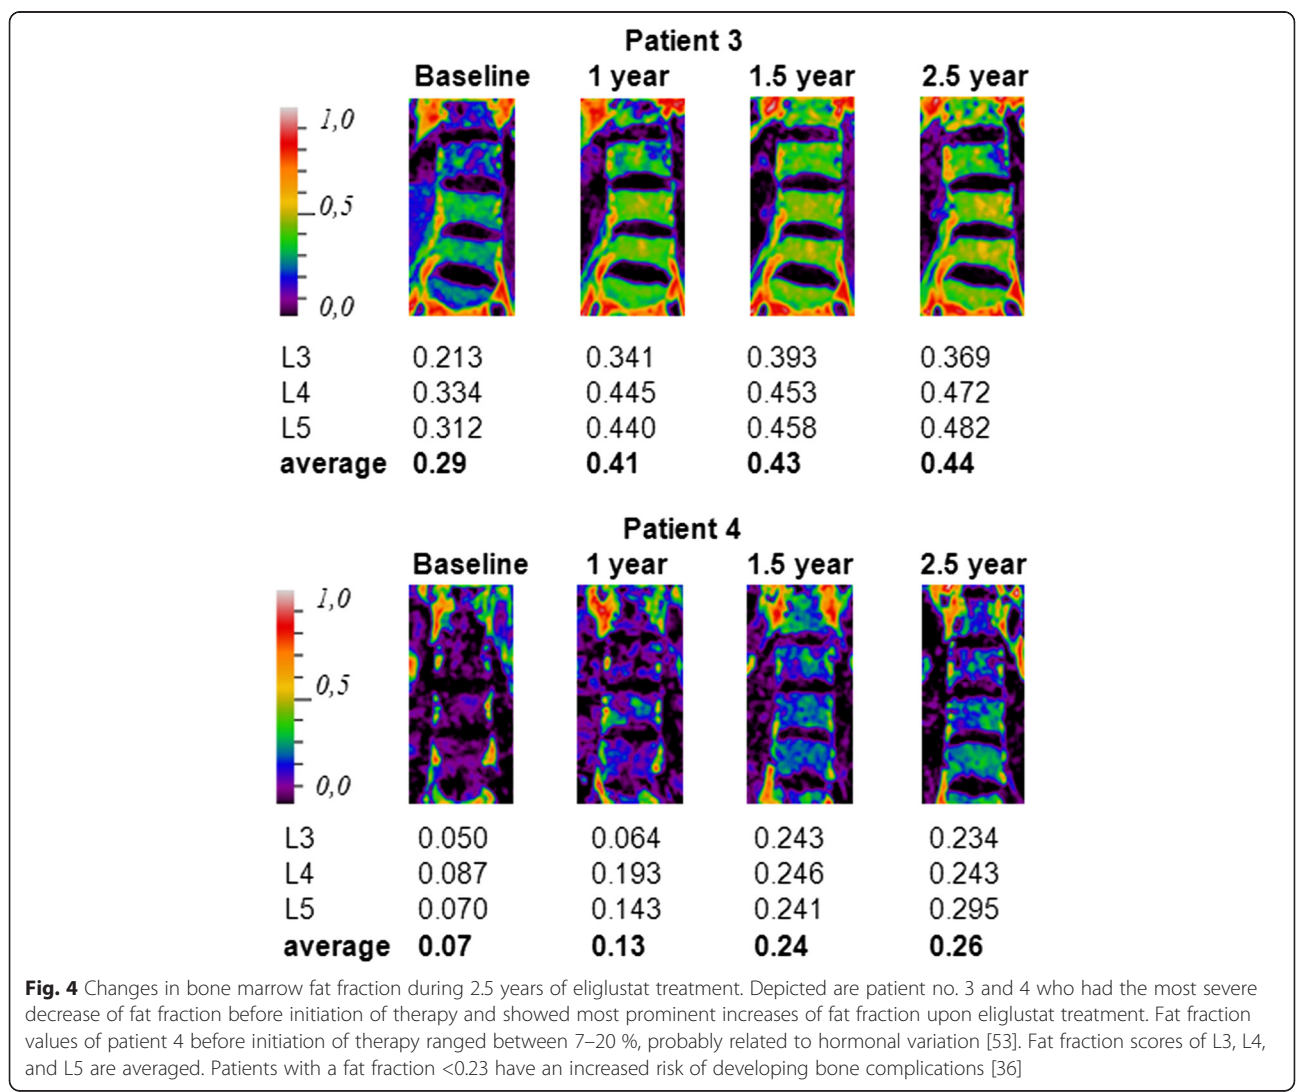 Patient 3
Baseline 1 year 1.5 year 2.5 year
1,0
0,5
0,0
L3 0.213 0.341 0.393 0.369
L4 0.334 0.445 0.453 0.472
L5 0.312 0.440 0.458 0.482
average 0.29 0.41 0.43 0.44
Patient 4
Baseline 1 year 1.5 year 2.5 year
1,0
0,5
0,0
L3 0.050 0.064 0.243 0.234
L4 0.087 0.193 0.246 0.243
L5 0.070 0.143 0.241 0.295
average 0.07 0.13 0.24 0.26
Fig. 4 Changes in bone marrow fat fraction during 2.5 years of eliglustat treatment. Depicted are patient no. 3 and 4 who had the most severe
decrease of fat fraction before initiation of therapy and showed most prominent increases of fat fraction upon eliglustat treatment. Fat fraction
values of patient 4 before initiation of therapy ranged between 7–20 %, probably related to hormonal variation [53]. Fat fraction scores of L3, L4,
and L5 are averaged. Patients with a fat fraction <0.23 have an increased risk of developing bone complications [36]